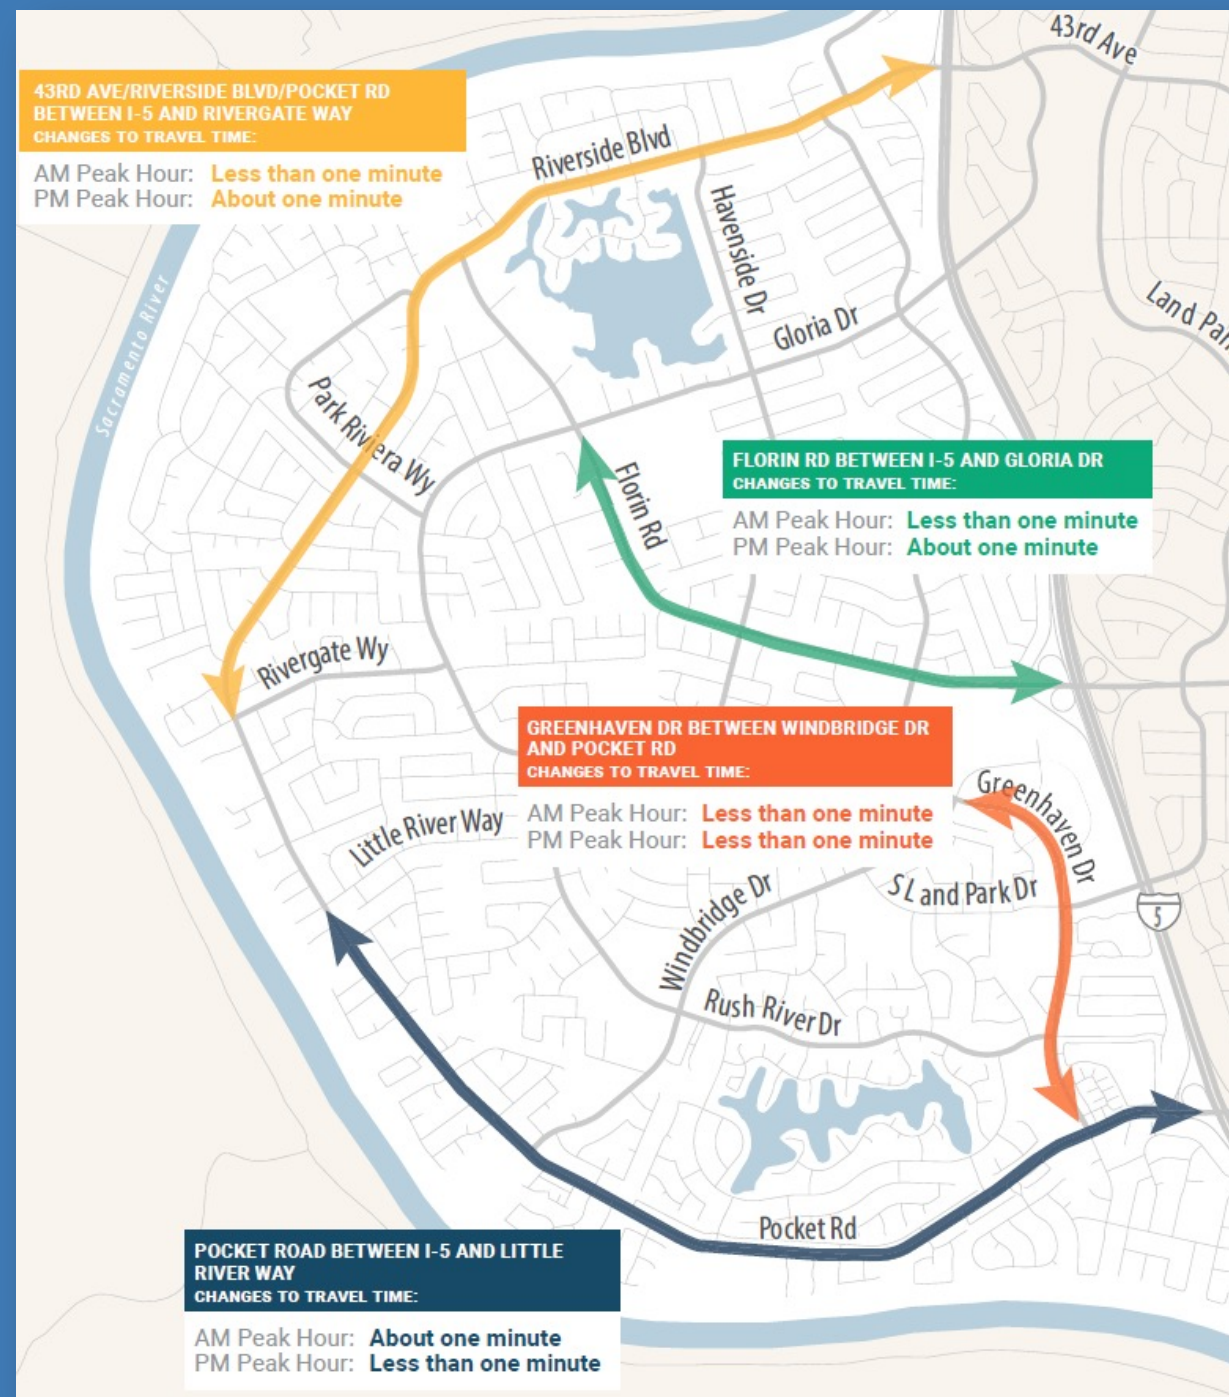 43rd Ave
43RD AVE/RIVERSIDE BLVD/POCKET RD
BETWEEN I-5 AND RIVERGATE WAY
CHANGES TO TRAVEL TIME:
AM Peak Hour: Less than one minute
PM Peak Hour: About one minute
Riverside Blvd
Havenside Dr
Sacramento River
Land Par
Gloria Dr
Park Riviera Wy
Florin Rd
FLORIN RD BETWEEN I-5 AND GLORIA DR
CHANGES TO TRAVEL TIME:
AM Peak Hour: Less than one minute
PM Peak Hour: About one minute
Rivergate Wy
GREENHAVEN DR BETWEEN WINDBRIDGE DR
AND POCKET RD
CHANGES TO TRAVEL TIME:
AM Peak Hour: Less than one minute
PM Peak Hour: Less than one minute
Greenhaven Dr
Little River Way
S Land Park Dr
Windbridge Dr
5
Rush River Dr
Pocket Rd
POCKET ROAD BETWEEN I-5 AND LITTLE
RIVER WAY
CHANGES TO TRAVEL TIME:
AM Peak Hour: About one minute
PM Peak Hour: Less than one minute